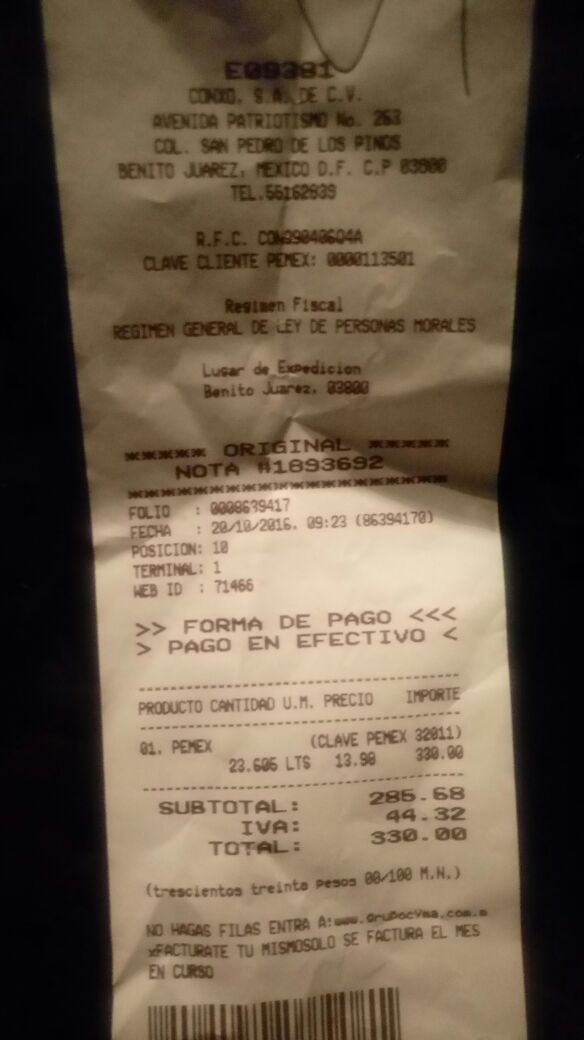 E09381
CONXO, S.A. DE C.V.
AVENIDA PATRIOTISMO No. 263
COL. SAN PEDRO DE LOS PINOS
BENITO JUAREZ, MEXICO D.F. C.P 03800
TEL.55162839
R.F.C. CON99040604A
CLAVE CLIENTE PEMEX: 0000113501
Regimen Fiscal
REGIMEN GENERAL DE LEY DE PERSONAS MORALES
Lugar de Expedicion
Benito Juarez, 03800
***** ORIGINAL *****
NOTA #1893692
FOLIO : 0008639417
FECHA : 20/10/2016, 09:23 (86394170)
POSICION: 10
TERMINAL: 1
WEB ID : 71466
>> FORMA DE PAGO <<<
> PAGO EN EFECTIVO <
PRODUCTO CANTIDAD U.M. PRECIO IMPORTE
01. PEMEX (CLAVE PEMEX 32011)
23.605 LTS 13.98 330.00
SUBTOTAL: 285.68
IVA: 44.32
TOTAL: 330.00
(trescientos treinta pesos 00/100 M.N.)
NO HAGAS FILAS ENTRA A:www.grupocyma.com.m
xFACTURATE TU MISMOSOLO SE FACTURA EL MES
EN CURSO